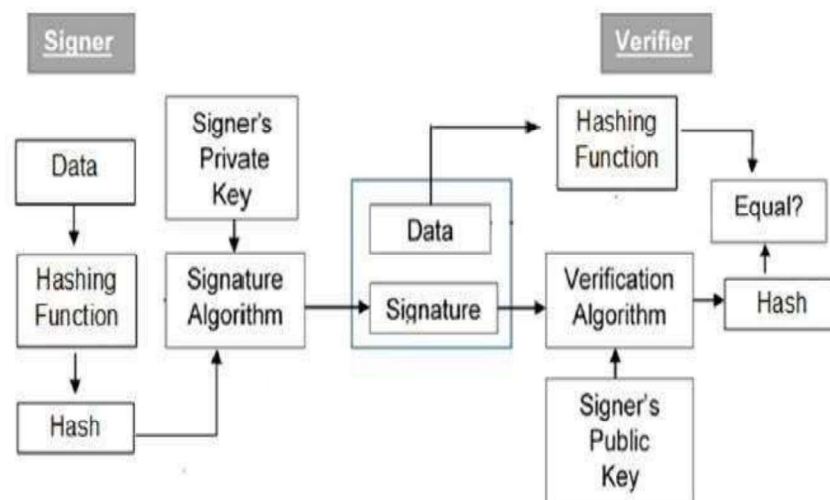 Signer
Verifier
Signer's
Private
Key
Hashing
Function
Data
Equal?
Data
Hashing
Function
Signature
Algorithm
Signature
Verification
Algorithm
Hash
Hash
Signer's
Public
Key